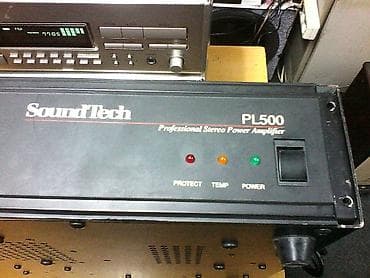 SoundTech
PL500
Professional Stereo Power Amplifier
PROTECT TEMP POWER